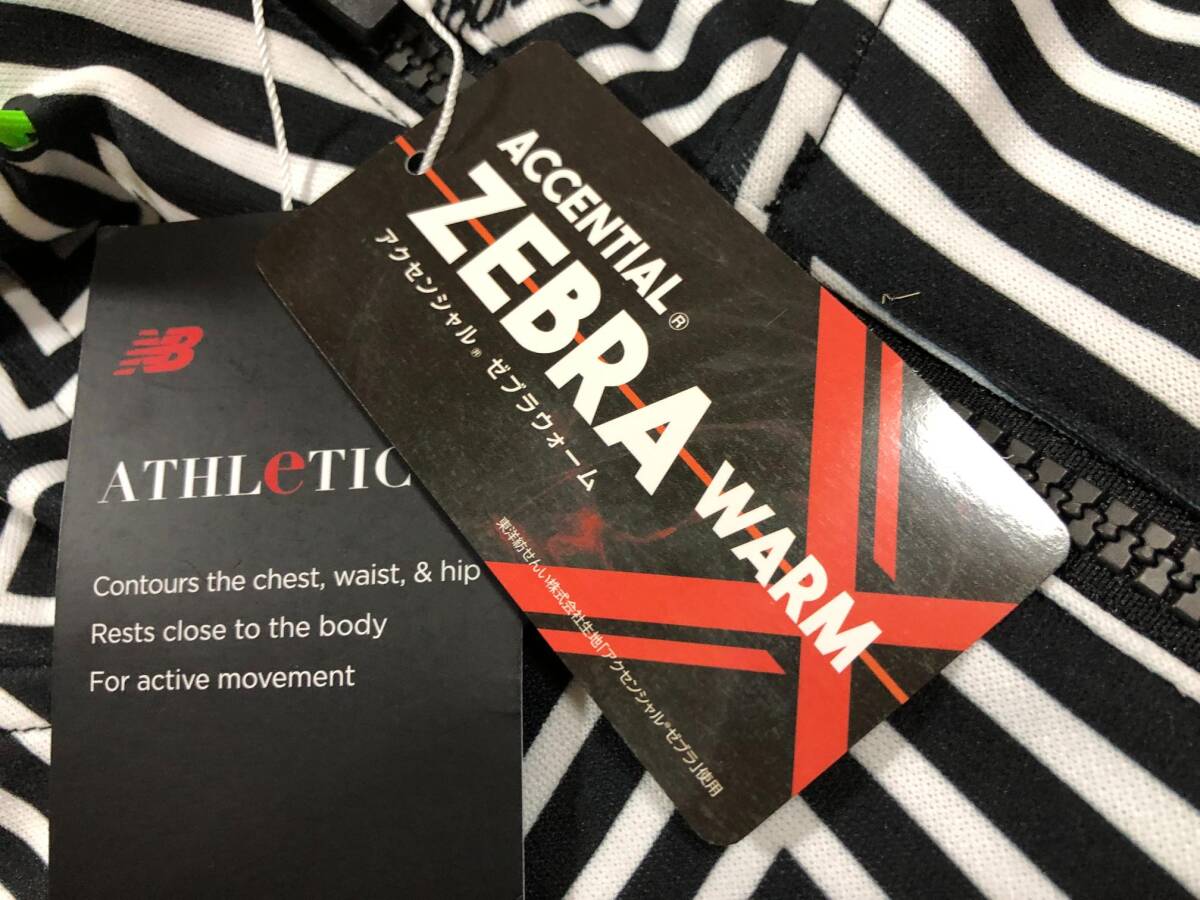 NB
ATHLeTIC
Contours the chest, waist, & hip
Rests close to the body
For active movement
ACCENTIAL®
ZEBRA WARM
アクセンシャル® ゼブラウォーム
東洋紡せんい株式会社生地「アクセンシャル®ゼブラ」使用